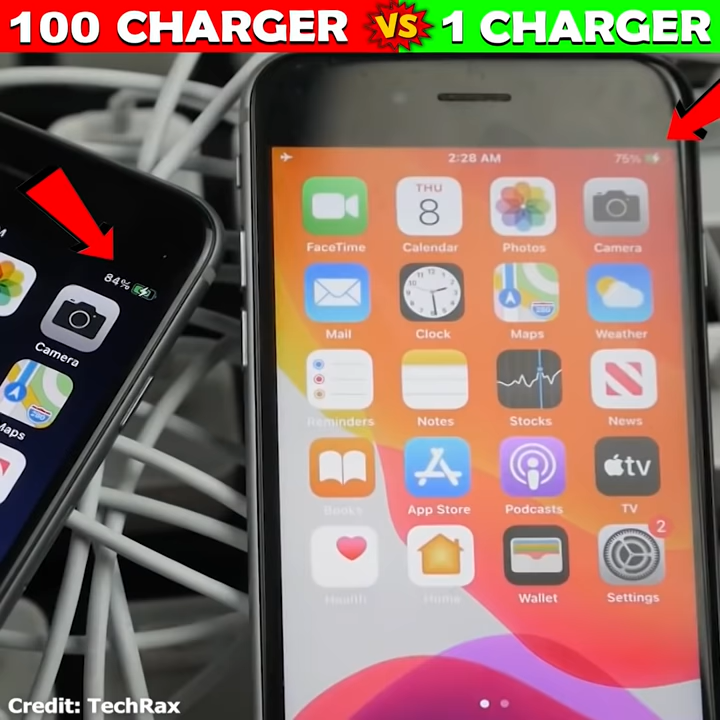 100 CHARGER VS 1 CHARGER
2:28 AM
75%
THU
8
FaceTime
Calendar
Photos
Camera
84%
Mail
Clock
Maps
Weather
Camera
Reminders
Notes
Stocks
News
Maps
Books
App Store
Podcasts
tv
TV
2
Health
Home
Wallet
Settings
Credit: TechRax